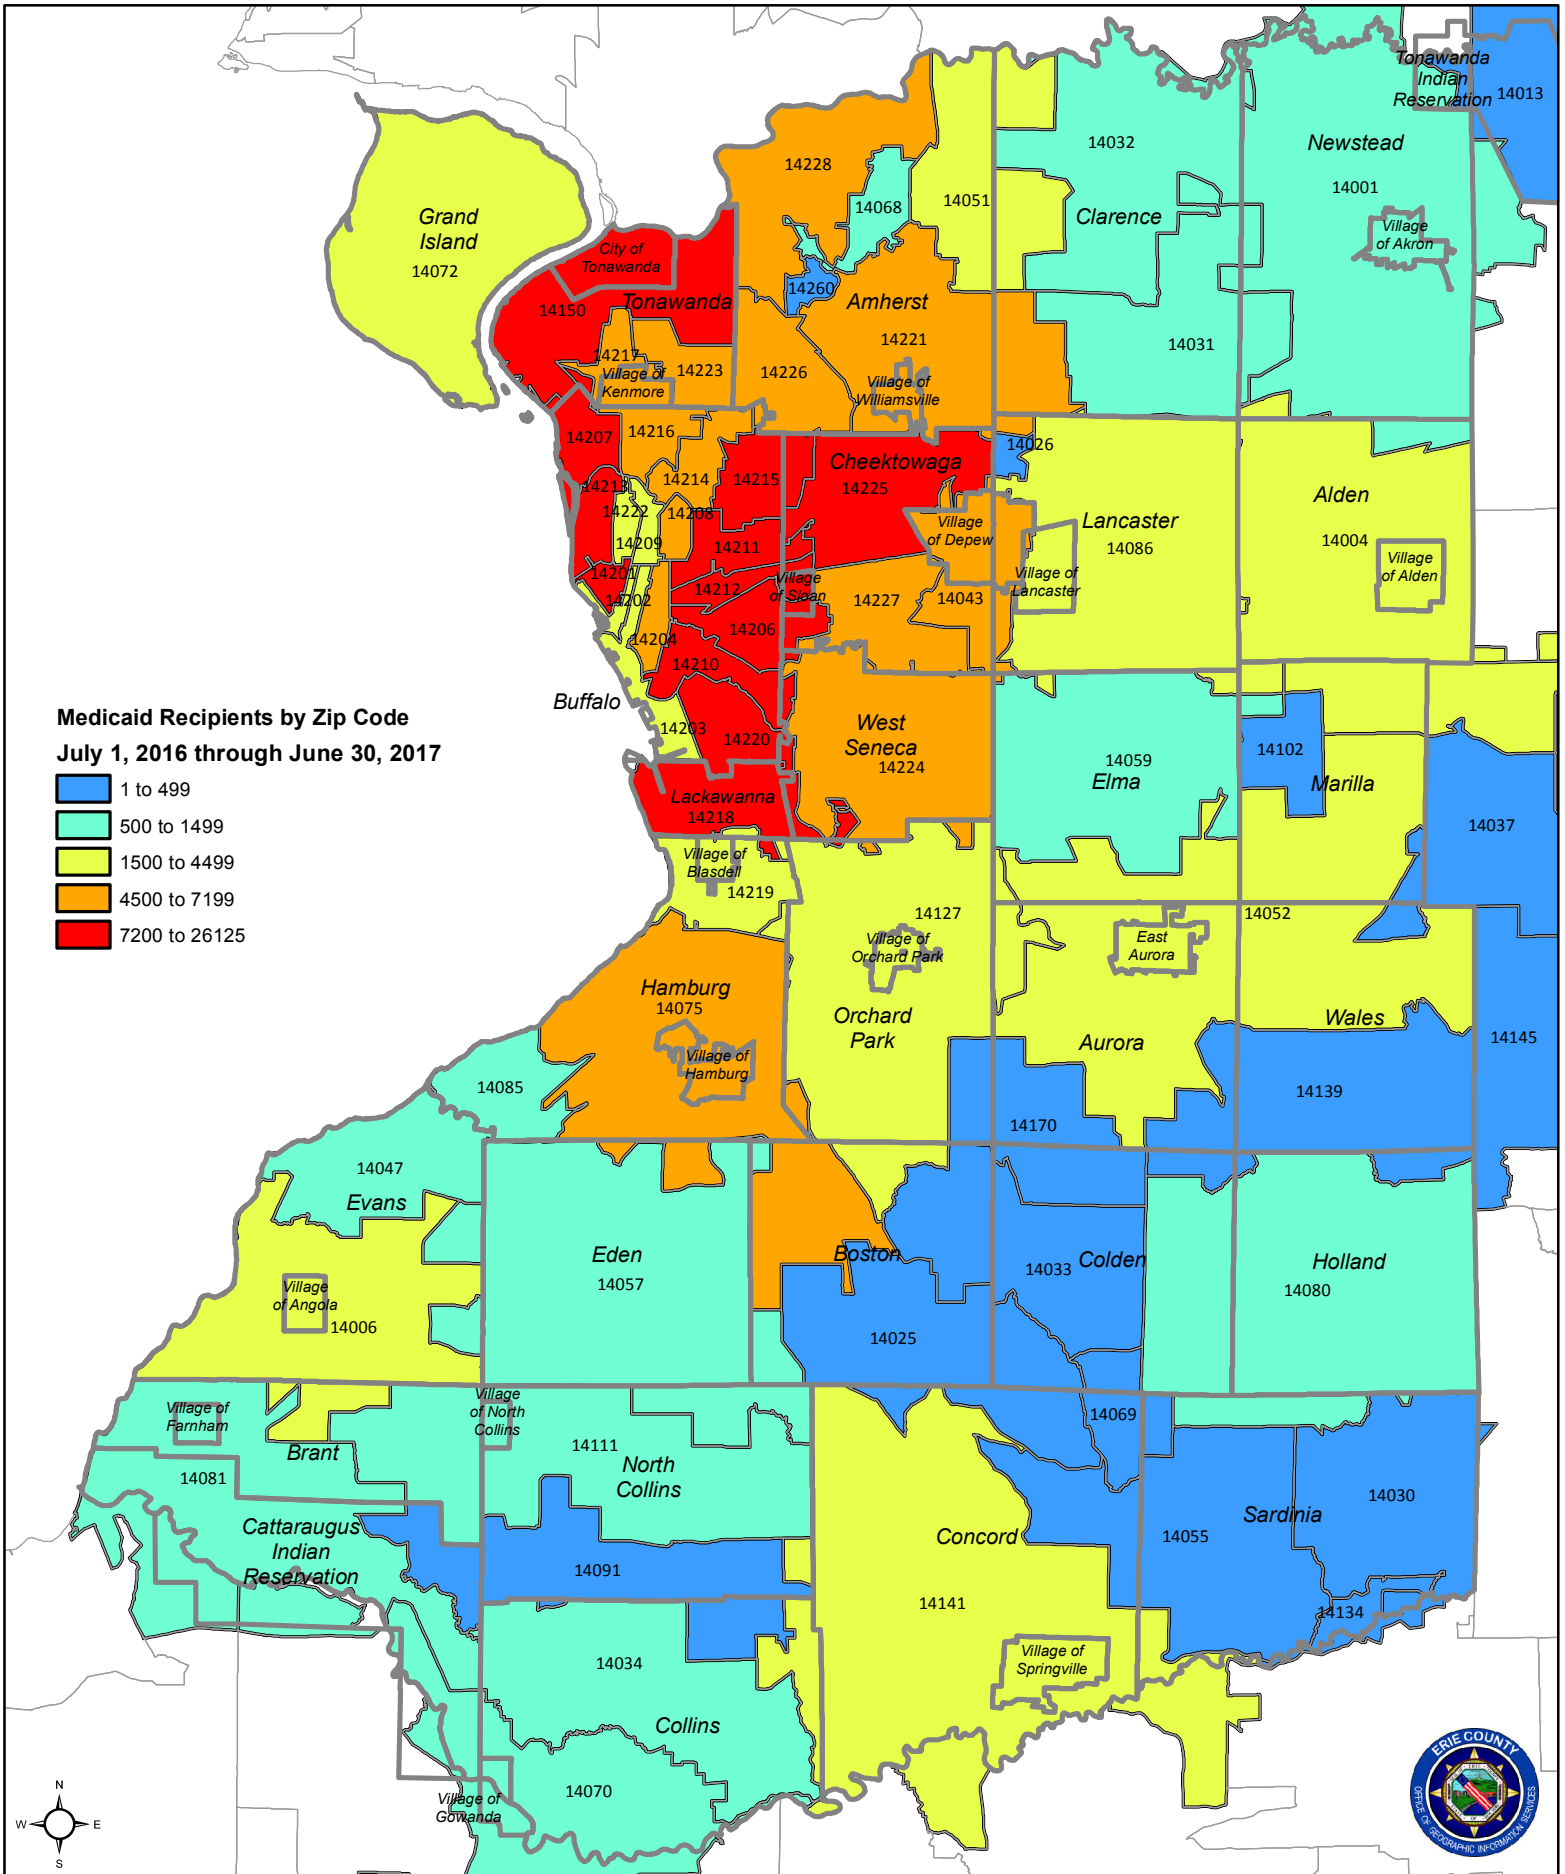 Tonawanda
Indian
Reservation
14013
14032
Newstead
14228
14001
14068
14051
Grand
Island
14072
Clarence
Village
of Akron
City of
Tonawanda
14260
Amherst
14150
Tonawanda
14221
14031
14217
14223
14226
Village of
Kenmore
Village of
Williamsville
14207
14216
14026
Cheektowaga
14225
14215
14214
14213
Alden
14004
14222
14208
Village
of Depew
Lancaster
14086
14209
14211
Village
of Alden
14201
Village
of Sloan
14212
Village of
Lancaster
14202
14227
14043
14206
14204
14210
Buffalo
Medicaid Recipients by Zip Code
July 1, 2016 through June 30, 2017
1 to 499
500 to 1499
1500 to 4499
4500 to 7199
7200 to 26125
14203
14220
West
Seneca
14224
14059
Elma
14102
Marilla
14037
Lackawanna
14218
Village of
Blasdell
14219
14127
Village of
Orchard Park
14052
East
Aurora
Hamburg
14075
Orchard
Park
Wales
Village of
Hamburg
Aurora
14145
14085
14139
14170
14047
Evans
Eden
14057
Boston
14033
Colden
Holland
14080
Village
of Angola
14006
14025
Village of
Farnham
Village
of North
Collins
14069
Brant
14111
North
Collins
14081
14030
Cattaraugus
Indian
Reservation
Concord
14055
Sardinia
14091
14141
14134
14034
Village of
Springville
Collins
14070
Village of
Gowanda
N
W
E
S
ERIE COUNTY
OFFICE OF GEOGRAPHIC INFORMATION SERVICES